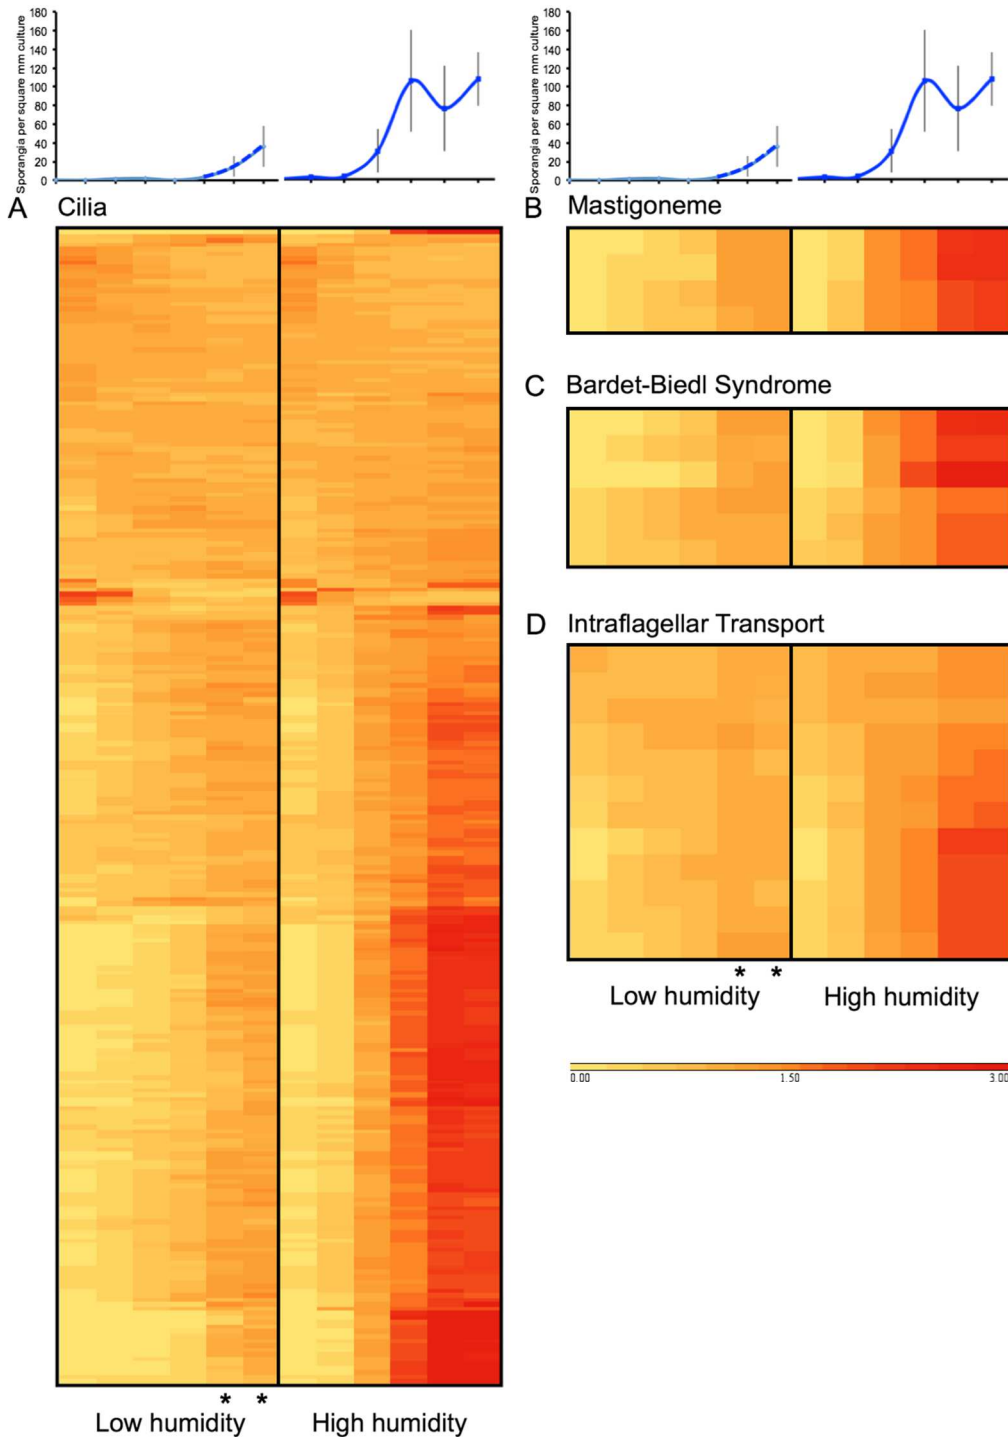 180
160
140
120
100
80
60
40
20
0
Sporangia per square mm culture
180
160
140
120
100
80
60
40
20
0
Sporangia per square mm culture
A Cilia
B Mastigoneme
C Bardet-Biedl Syndrome
D Intraflagellar Transport
* *
Low humidity High humidity
0.00 1.50 3.00
* *
Low humidity High humidity